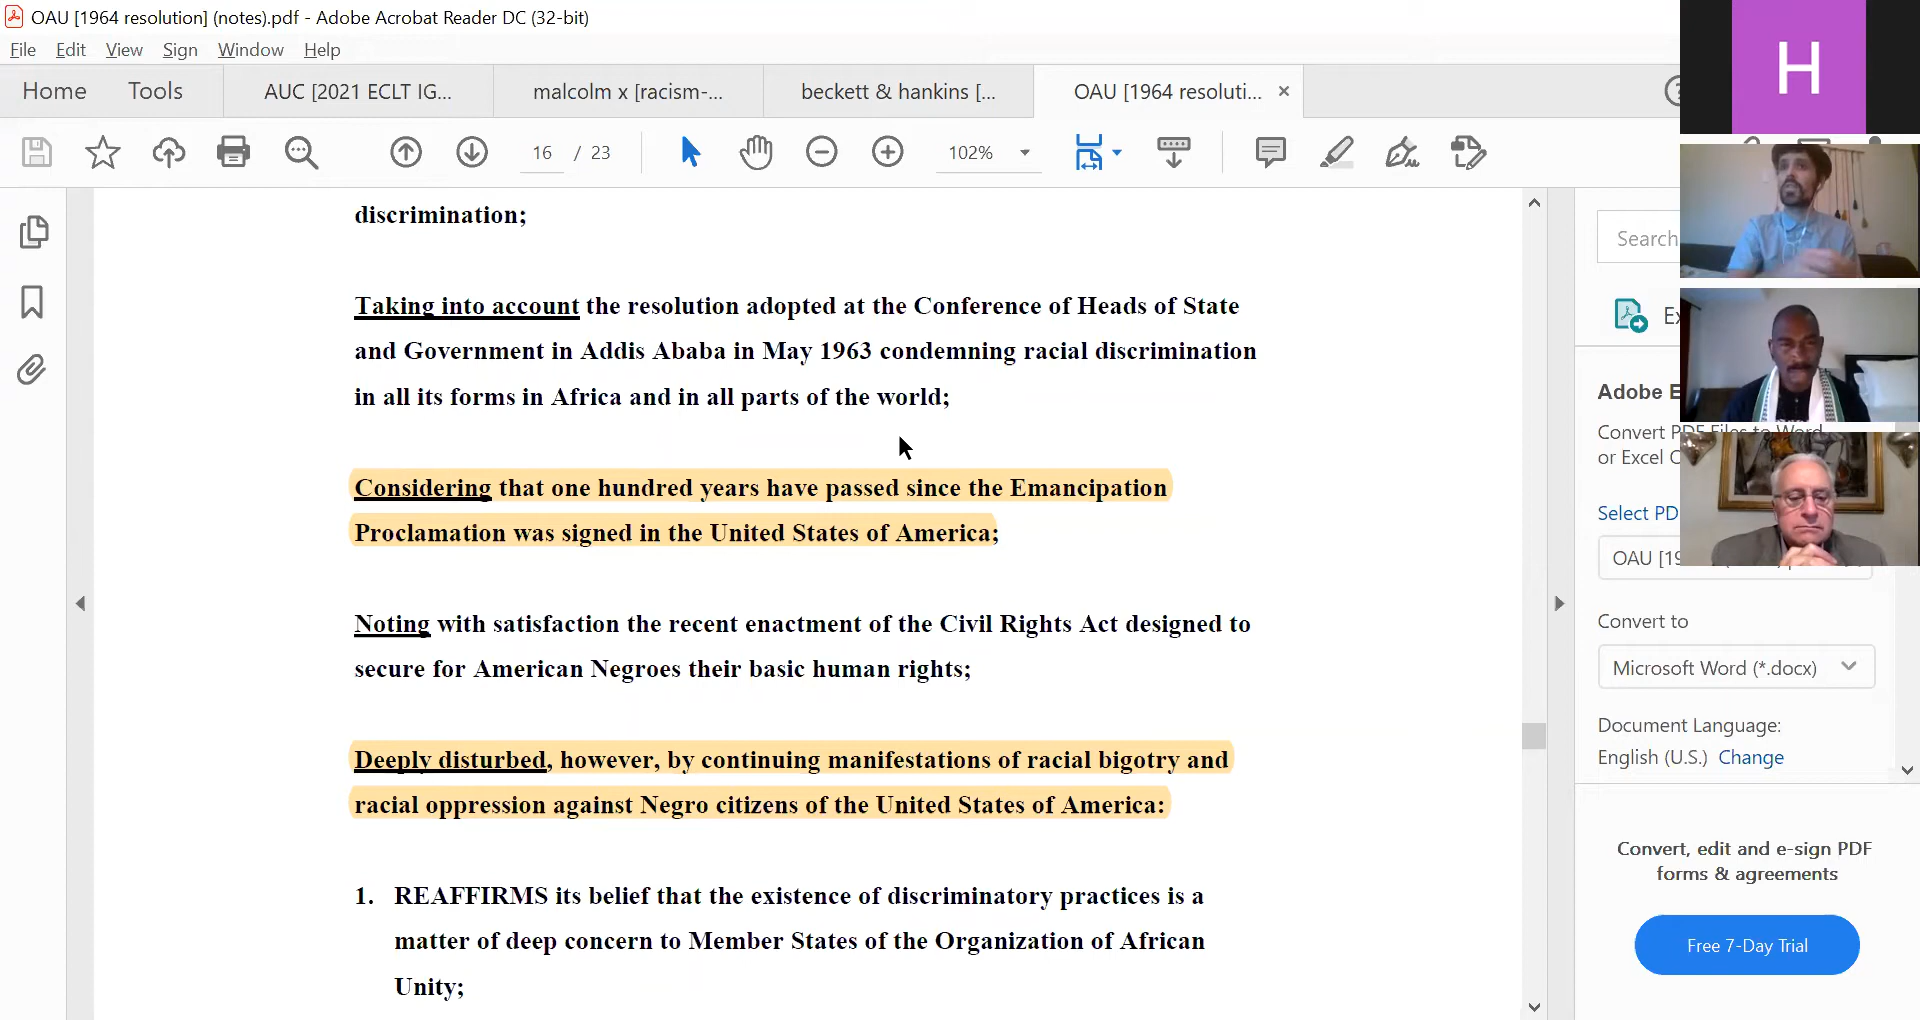 OAU [1964 resolution] (notes).pdf - Adobe Acrobat Reader DC (32-bit)
File Edit View Sign Window Help
Home Tools AUC [2021 ECLT IG... malcolm x [racism-... beckett & hankins [... OAU [1964 resoluti... ×
16 / 23 102%
discrimination;
Taking into account the resolution adopted at the Conference of Heads of State
and Government in Addis Ababa in May 1963 condemning racial discrimination
in all its forms in Africa and in all parts of the world;
Considering that one hundred years have passed since the Emancipation
Proclamation was signed in the United States of America;
Noting with satisfaction the recent enactment of the Civil Rights Act designed to
secure for American Negroes their basic human rights;
Deeply disturbed, however, by continuing manifestations of racial bigotry and
racial oppression against Negro citizens of the United States of America:
1. REAFFIRMS its belief that the existence of discriminatory practices is a
matter of deep concern to Member States of the Organization of African
Unity;
H
Search
Ex
Adobe E
Convert PDF Files to Word
or Excel C
Select PD
OAU [19
Convert to
Microsoft Word (*.docx)
Document Language:
English (U.S.) Change
Convert, edit and e-sign PDF
forms & agreements
Free 7-Day Trial